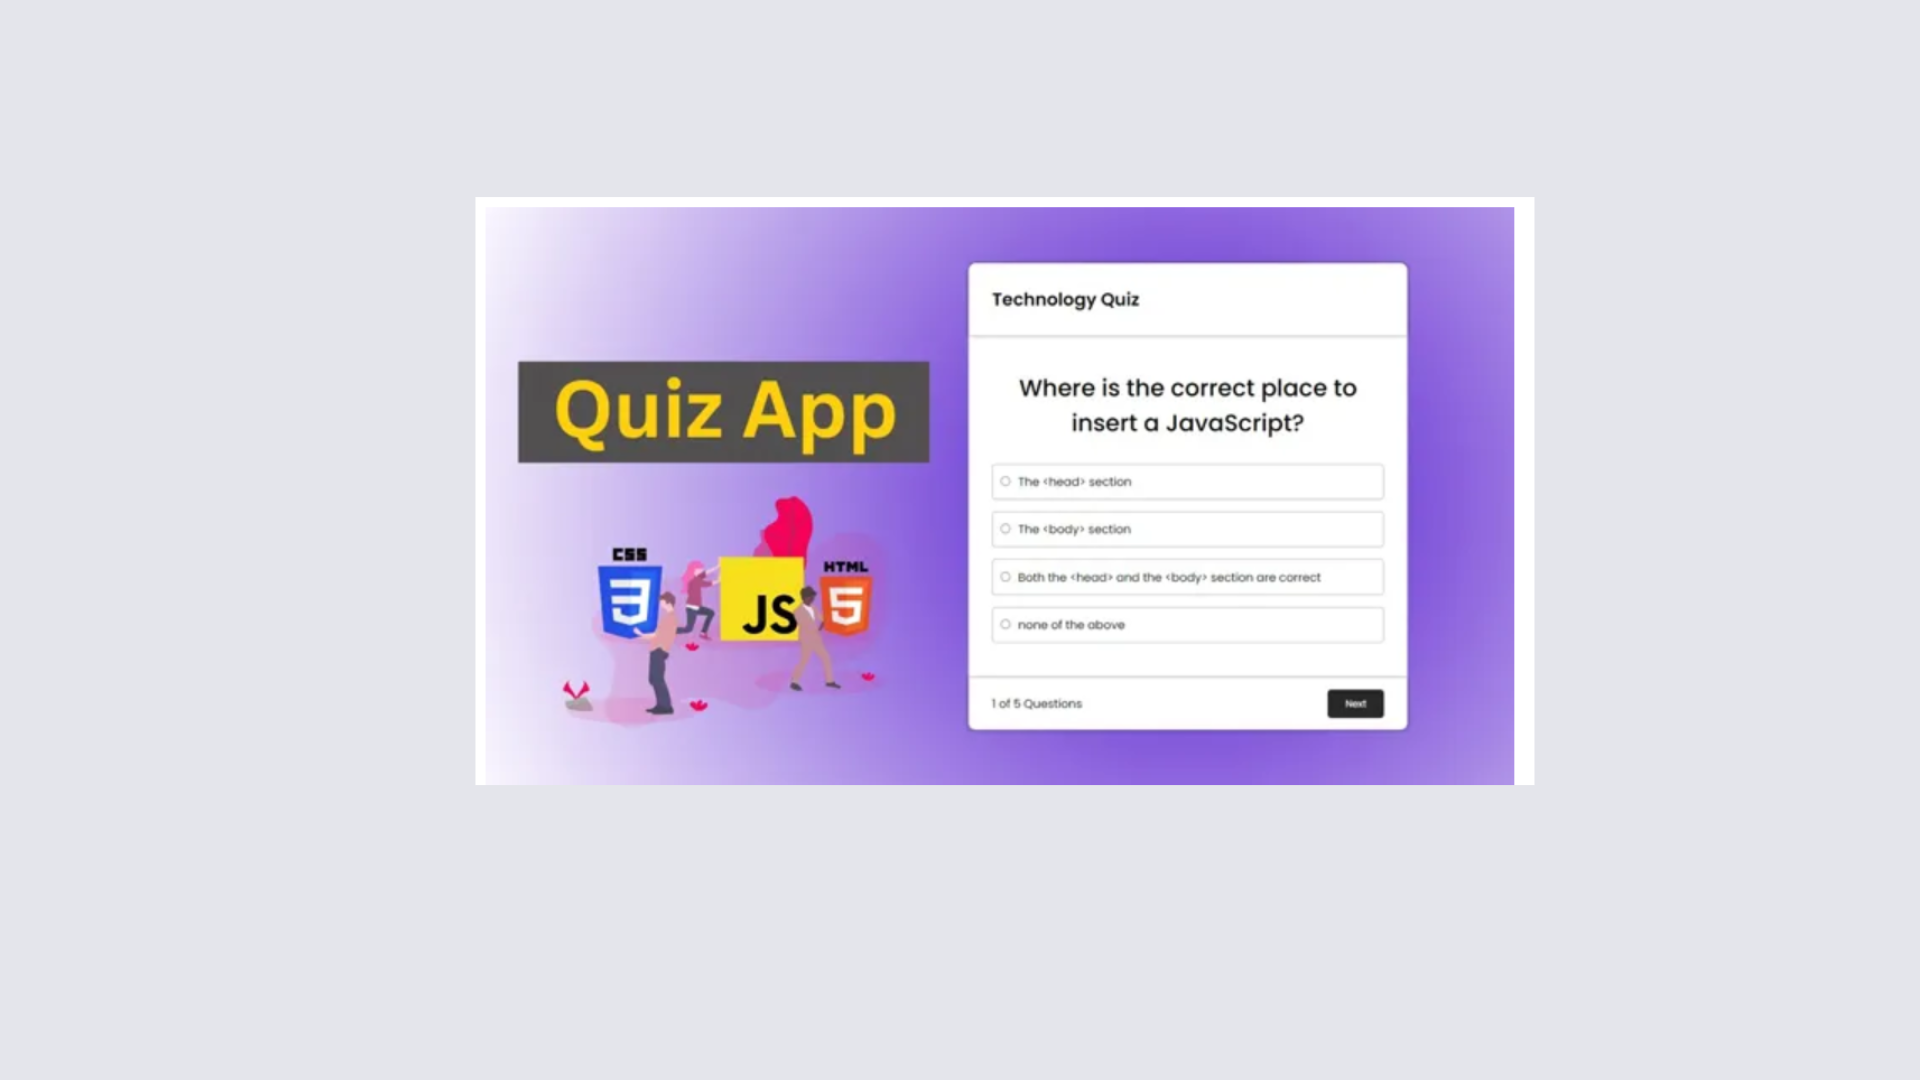 Quiz App
CSS
3
JS
HTML
5
Technology Quiz
Where is the correct place to
insert a JavaScript?
The <head> section
The <body> section
Both the <head> and the <body> section are correct
none of the above
1 of 5 Questions
Next